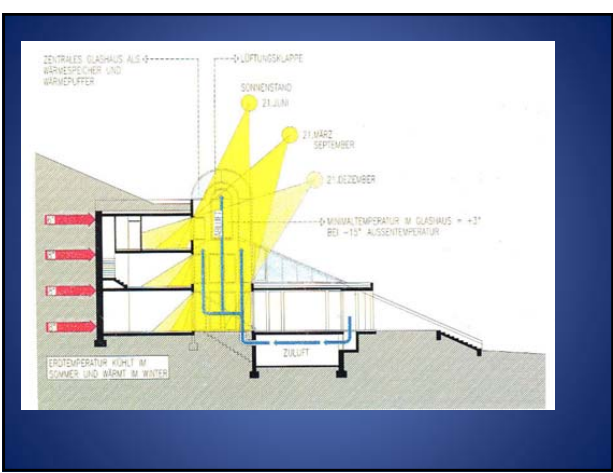 ZENTRALES GLASHAUS ALS
WÄRMESPEICHER UND
WÄRMEPUFFER
LÜFTUNGSKLAPPE
SONNENSTAND
21.JUNI
21.MÄRZ
SEPTEMBER
21.DEZEMBER
MINIMALTEMPERATUR IM GLASHAUS = +3°
BEI -15° AUSSENTEMPERATUR
ZULUFT
ERDTEMPERATUR KÜHLT IM
SOMMER UND WÄRMT IM WINTER